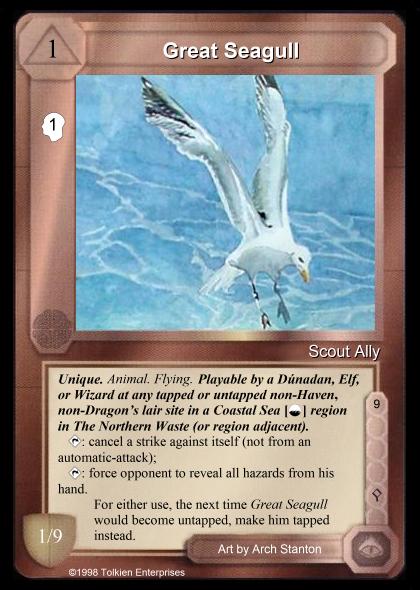 1
Great Seagull
1
Scout Ally
Unique. Animal. Flying. Playable by a Dúnadan, Elf,
or Wizard at any tapped or untapped non-Haven,
non-Dragon's lair site in a Coastal Sea [ ] region
in The Northern Waste (or region adjacent).
: cancel a strike against itself (not from an
automatic-attack);
: force opponent to reveal all hazards from his
hand.
For either use, the next time Great Seagull
would become untapped, make him tapped
instead.
9
1/9
Art by Arch Stanton
©1998 Tolkien Enterprises